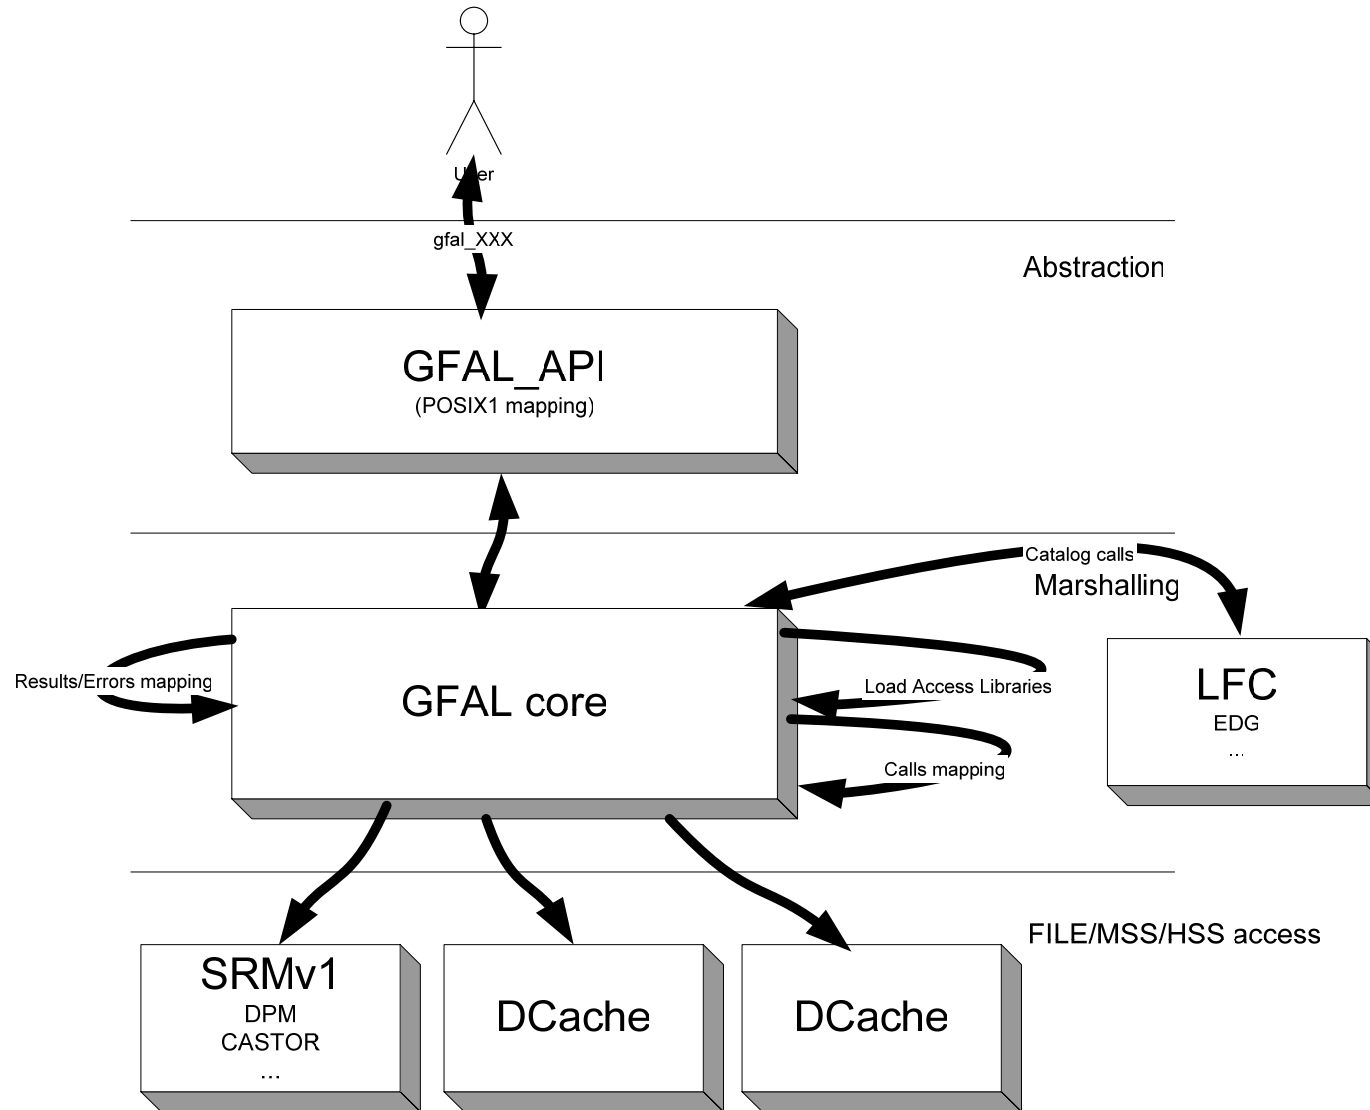 User
gfal_XXX
Abstraction
GFAL_API
(POSIX1 mapping)
Catalog calls
Marshalling
Results/Errors mapping
GFAL core
Load Access Libraries
Calls mapping
LFC
EDG
...
FILE/MSS/HSS access
SRMv1
DPM
CASTOR
...
DCache
DCache